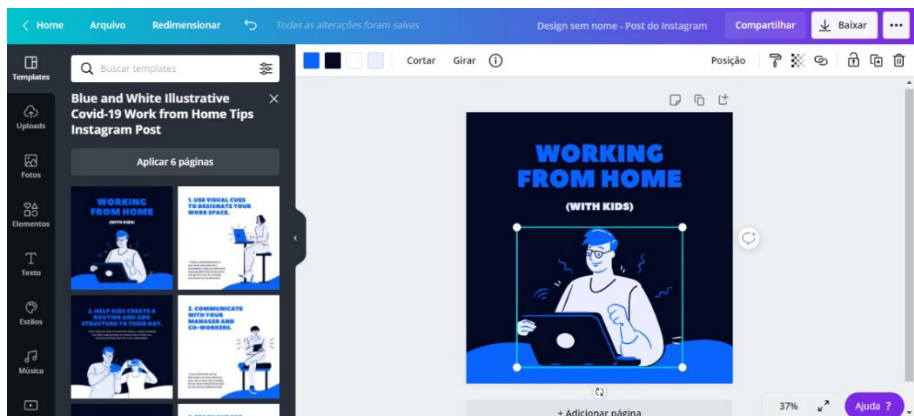 Home Arquivo Redimensionar Todas as alterações foram salvas Design sem nome - Post do Instagram Compartilhar Baixar
Templates
Uploads
Fotos
Elementos
Texto
Estilos
Música
Buscar templates
Blue and White Illustrative
Covid-19 Work from Home Tips
Instagram Post
Aplicar 6 páginas
WORKING
FROM HOME
(WITH KIDS)
1. USE VISUAL CUES
TO DESIGNATE YOUR
WORK SPACE.
2. HELP KIDS CREATE A
ROUTINE AND ADD
STRUCTURE TO THEIR DAY.
3. COMMUNICATE
WITH YOUR
MANAGER AND
CO-WORKERS.
Cortar Girar Posição
WORKING
FROM HOME
(WITH KIDS)
+ Adicionar página
37% Ajuda ?